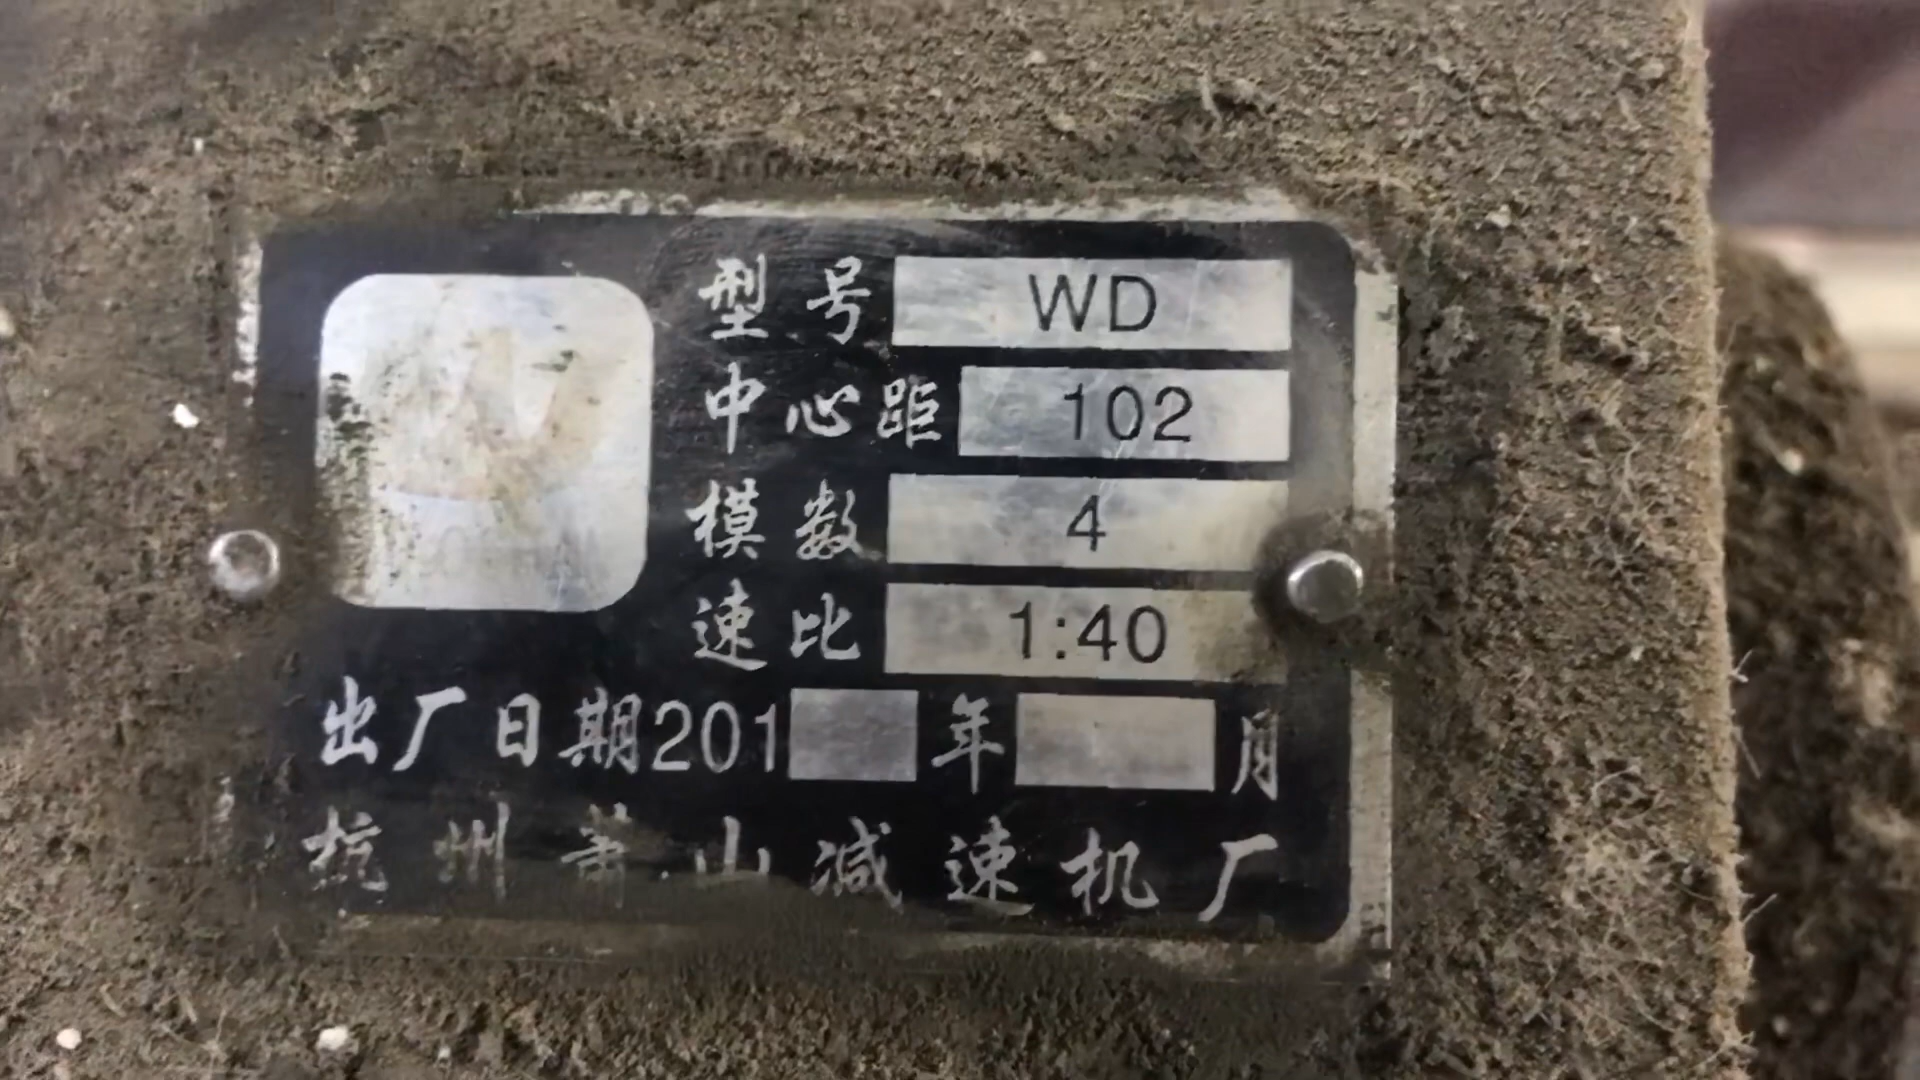 型号 WD
中心距 102
模数 4
速比 1:40
出厂日期201 年 月
杭州萧山减速机厂